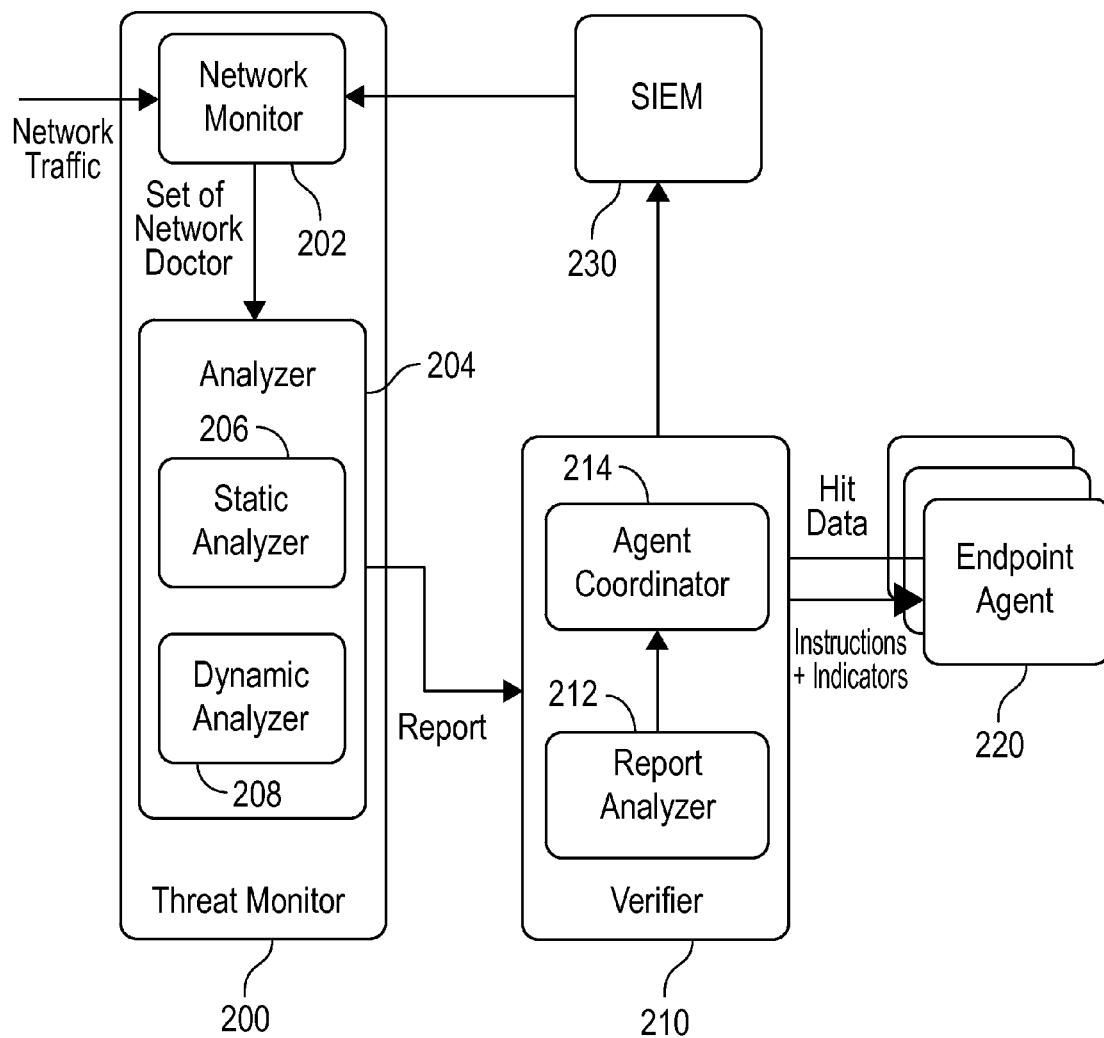 Network
Monitor
SIEM
Network
Traffic
Set of
Network
Doctor
202
230
Analyzer
204
206
Static
Analyzer
Dynamic
Analyzer
208
Threat Monitor
200
Report
214
Agent
Coordinator
212
Report
Analyzer
Verifier
210
Hit
Data
Instructions
+ Indicators
Endpoint
Agent
220